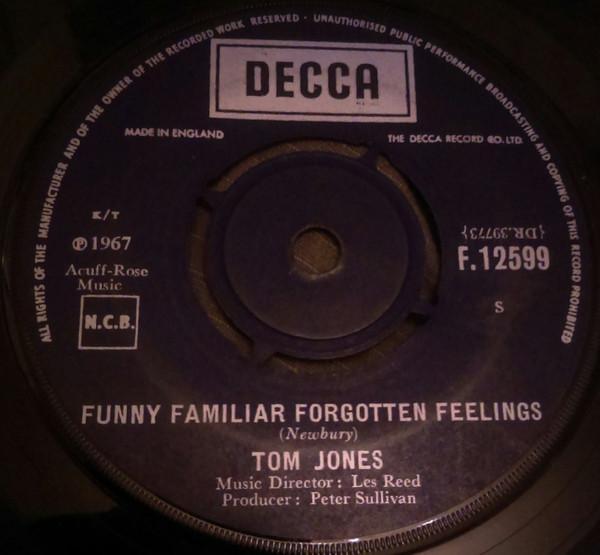 ALL RIGHTS OF THE MANUFACTURER AND OF THE OWNER OF THE RECORDED WORK RESERVED · UNAUTHORISED PUBLIC PERFORMANCE BROADCASTING AND COPYING OF THIS RECORD PROHIBITED
DECCA
MADE IN ENGLAND
THE DECCA RECORD CO. LTD.
K/T
℗ 1967
Acuff-Rose
Music
N.C.B.
{DR.39773}
F.12599
S
FUNNY FAMILIAR FORGOTTEN FEELINGS
(Newbury)
TOM JONES
Music Director: Les Reed
Producer: Peter Sullivan